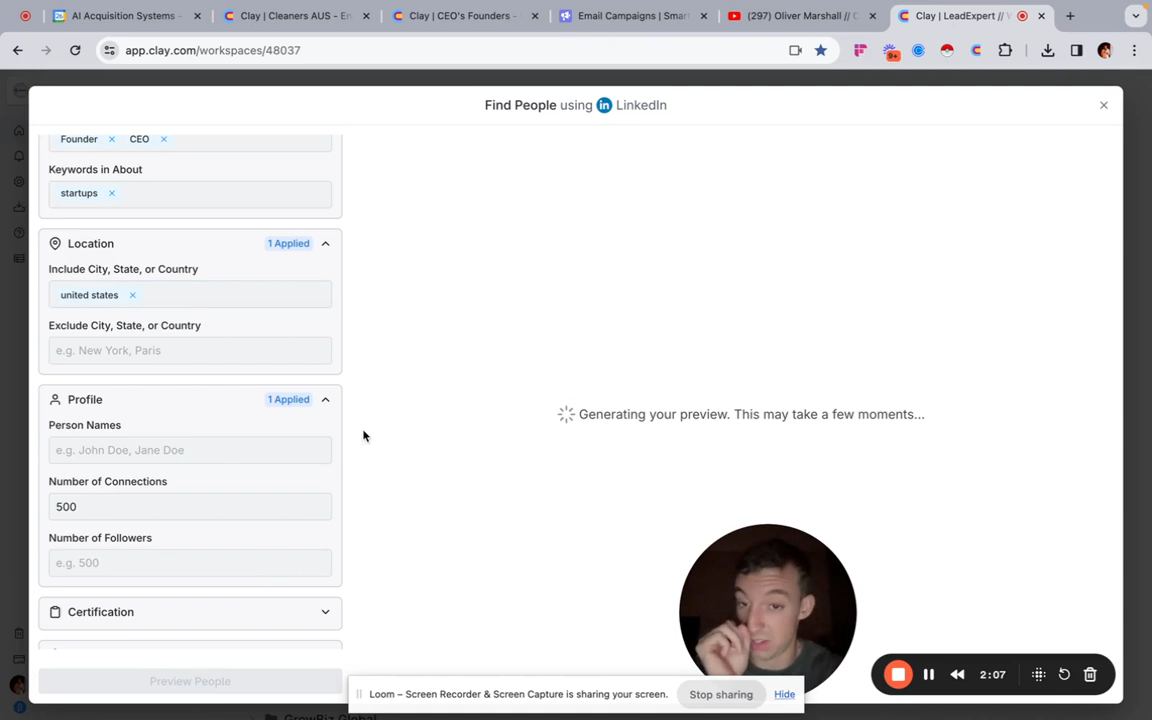 AI Acquisition Systems -
Clay | Cleaners AUS - En
Clay | CEO's Founders -
Email Campaigns | Smar
(297) Oliver Marshall // C
Clay | LeadExpert // Y
app.clay.com/workspaces/48037
9+
Find People using in LinkedIn
Founder
CEO
Keywords in About
startups
Location
1 Applied
Include City, State, or Country
united states
Exclude City, State, or Country
e.g. New York, Paris
Profile
1 Applied
Person Names
e.g. John Doe, Jane Doe
Generating your preview. This may take a few moments...
Number of Connections
500
Number of Followers
e.g. 500
Certification
Preview People
Loom – Screen Recorder & Screen Capture is sharing your screen.
Stop sharing
Hide
2:07
GrowBiz Global